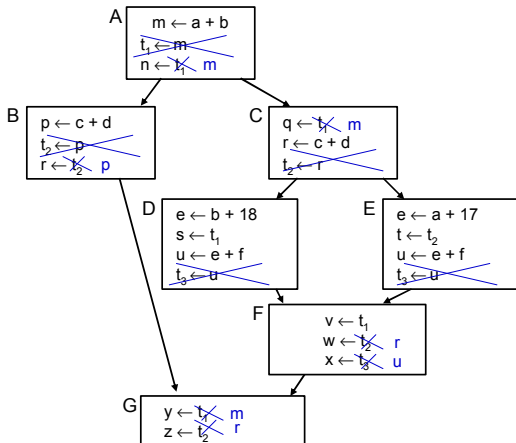 A
m ← a + b
t₁ ← m
n ← t₁ m
B
p ← c + d
t₂ ← p
r ← t₂ p
C
q ← t₁ m
r ← c + d
t₂ ← r
D
e ← b + 18
s ← t₁
u ← e + f
t₃ ← u
E
e ← a + 17
t ← t₂
u ← e + f
t₃ ← u
F
v ← t₁
w ← t₂ r
x ← t₃ u
G
y ← t₁ m
z ← t₂ r